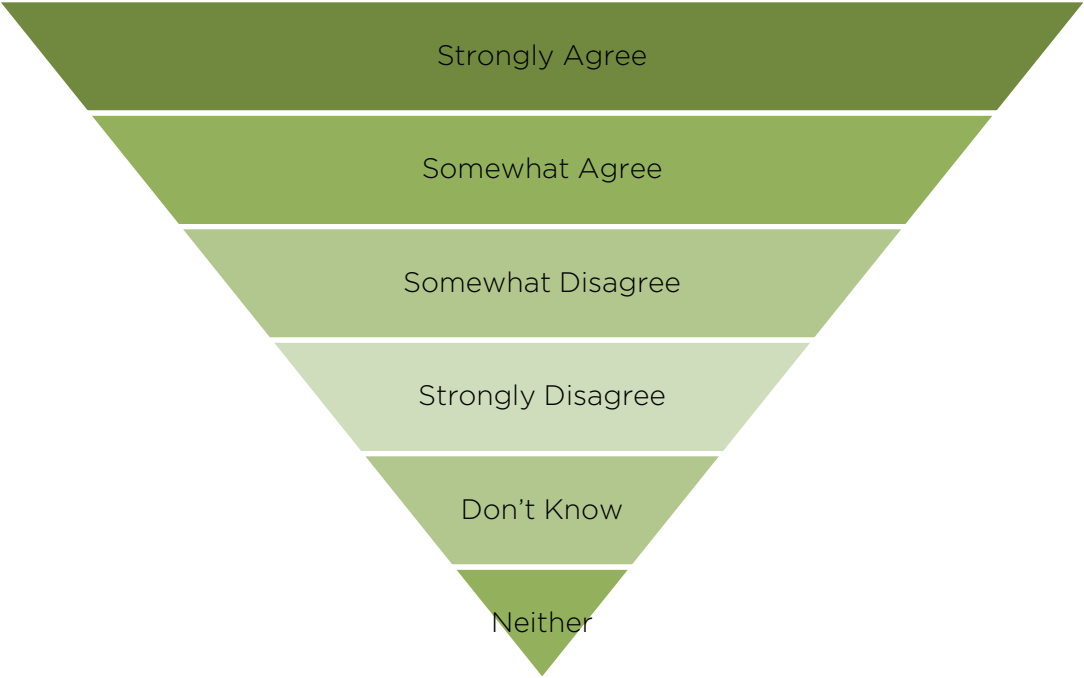 Strongly Agree
Somewhat Agree
Somewhat Disagree
Strongly Disagree
Don’t Know
Neither